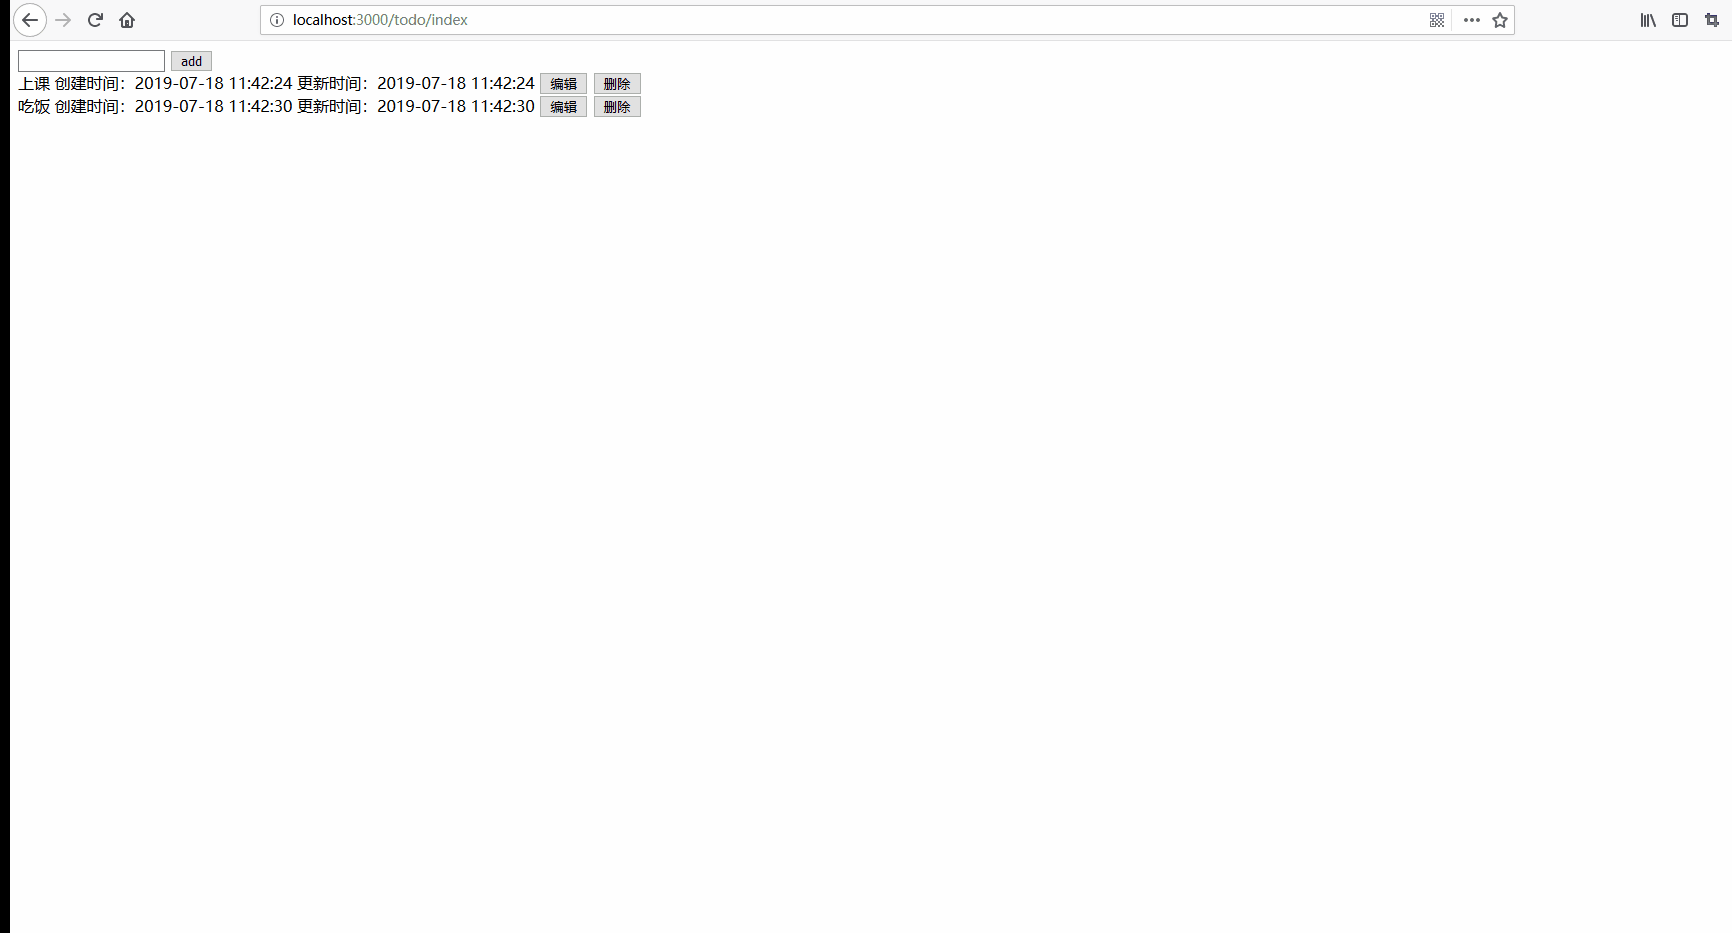 localhost:3000/todo/index
add
上课 创建时间：2019-07-18 11:42:24 更新时间：2019-07-18 11:42:24 编辑 删除
吃饭 创建时间：2019-07-18 11:42:30 更新时间：2019-07-18 11:42:30 编辑 删除